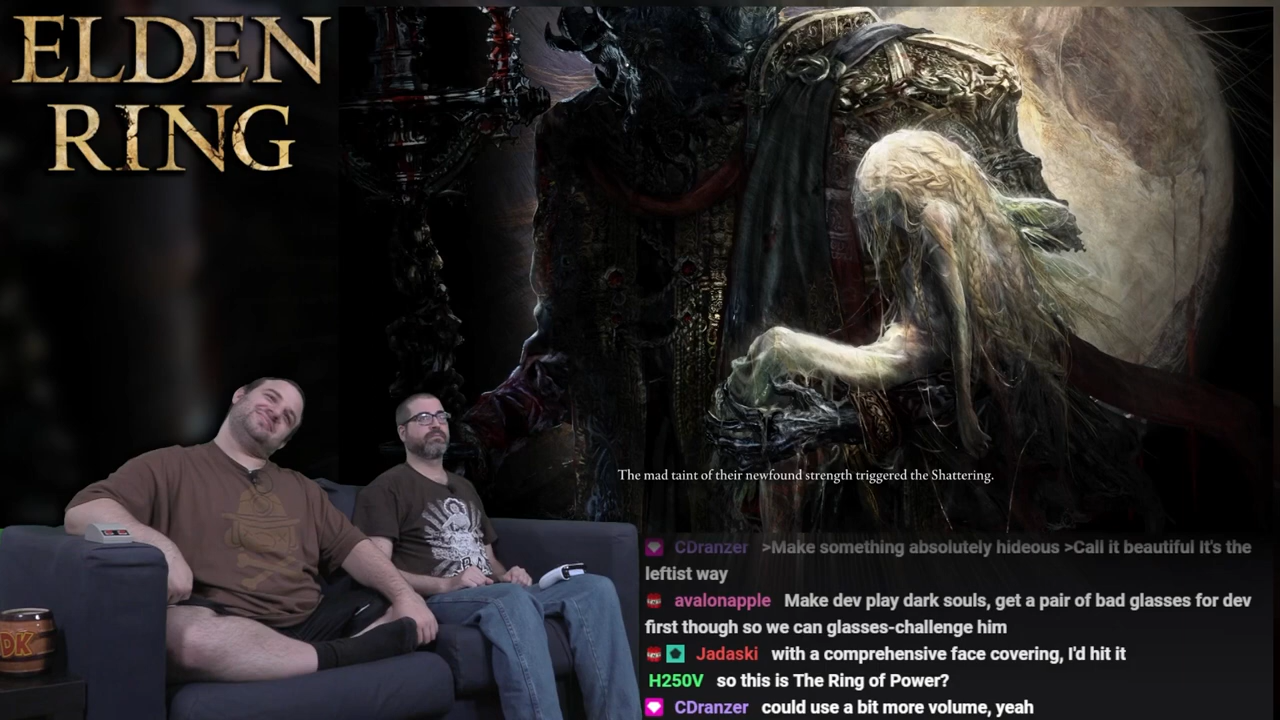 ELDEN
RING
The mad taint of their newfound strength triggered the Shattering.
CDranzer >Make something absolutely hideous >Call it beautiful It's the
leftist way
avalonapple Make dev play dark souls, get a pair of bad glasses for dev
first though so we can glasses-challenge him
Jadaski with a comprehensive face covering, I'd hit it
H250V so this is The Ring of Power?
CDranzer could use a bit more volume, yeah
DK